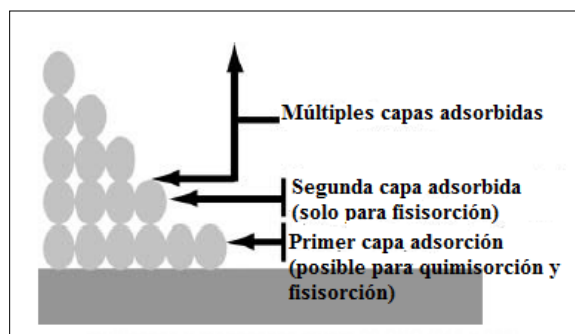 Múltiples capas adsorbidas
Segunda capa adsorbida
(solo para fisisorción)
Primer capa adsorción
(posible para quimisorción y
fisisorción)